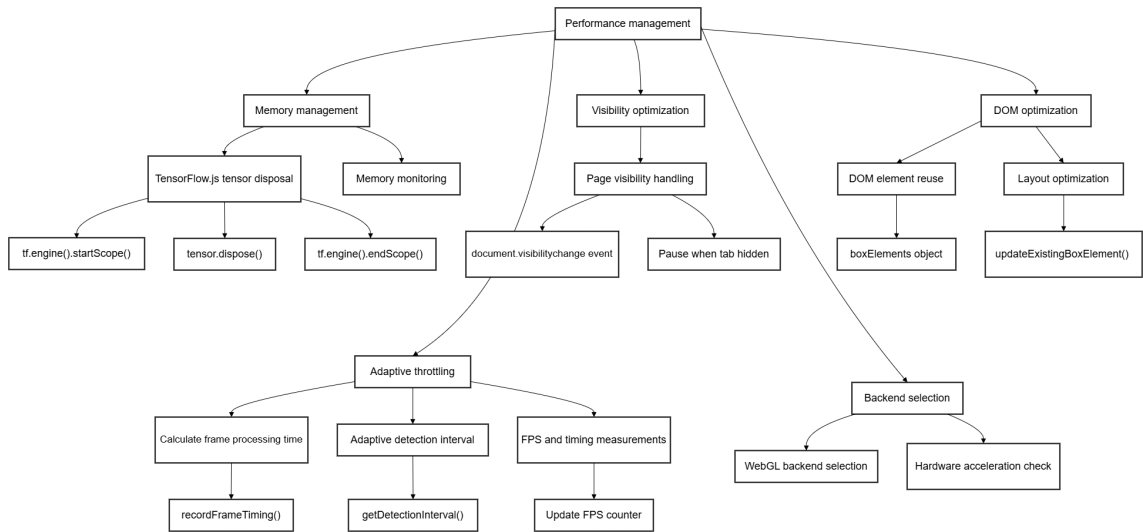 Performance management
Memory management
Visibility optimization
DOM optimization
TensorFlow.js tensor disposal
Memory monitoring
Page visibility handling
DOM element reuse
Layout optimization
tf.engine().startScope()
tensor.dispose()
tf.engine().endScope()
document.visibilitychange event
Pause when tab hidden
boxElements object
updateExistingBoxElement()
Adaptive throttling
Backend selection
Calculate frame processing time
Adaptive detection interval
FPS and timing measurements
WebGL backend selection
Hardware acceleration check
recordFrameTiming()
getDetectionInterval()
Update FPS counter